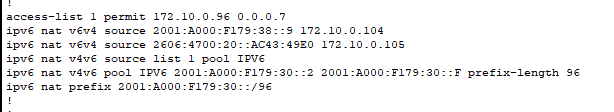 !
access-list 1 permit 172.10.0.96 0.0.0.7
ipv6 nat v6v4 source 2001:A000:F179:38::9 172.10.0.104
ipv6 nat v6v4 source 2606:4700:20::AC43:49E0 172.10.0.105
ipv6 nat v4v6 source list 1 pool IPV6
ipv6 nat v4v6 pool IPV6 2001:A000:F179:30::2 2001:A000:F179:30::F prefix-length 96
ipv6 nat prefix 2001:A000:F179:30::/96
!
!